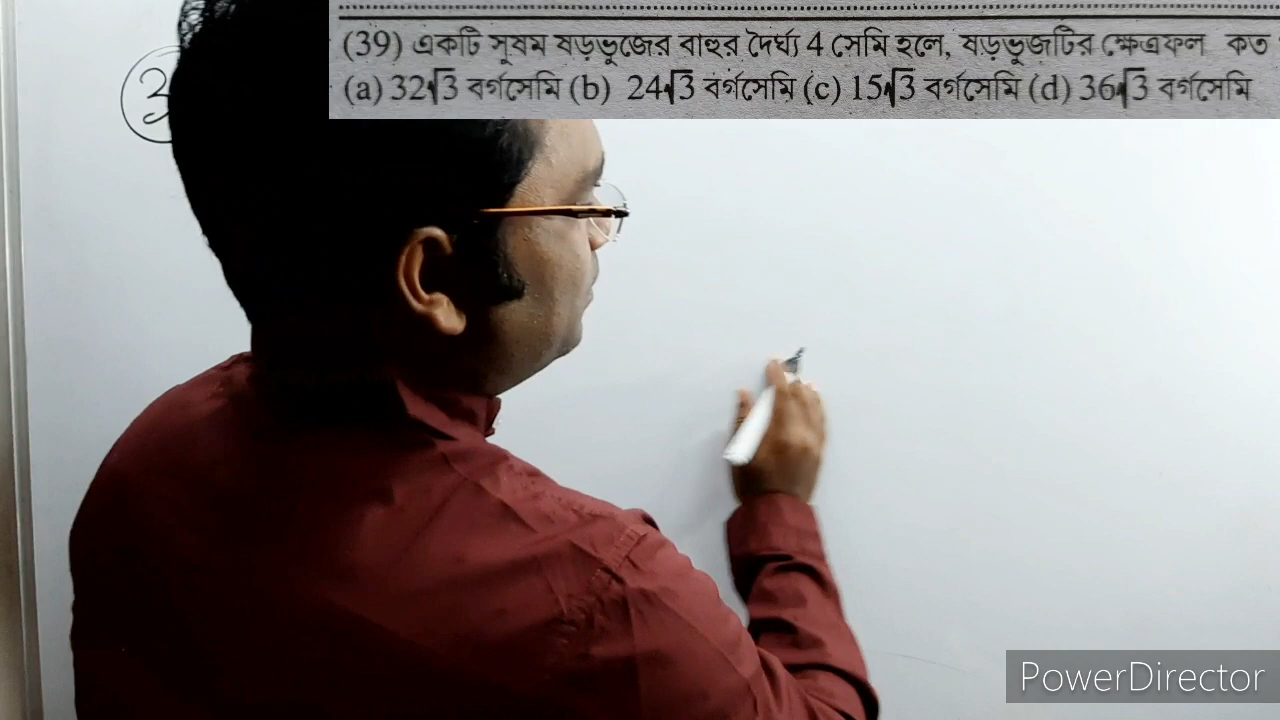 (39) একটি সুষম ষড়ভুজের বাহুর দৈর্ঘ্য 4 সেমি হলে, ষড়ভুজটির ক্ষেত্রফল কত
(a) 32√3 বর্গসেমি (b) 24√3 বর্গসেমি (c) 15√3 বর্গসেমি (d) 36√3 বর্গসেমি
PowerDirector